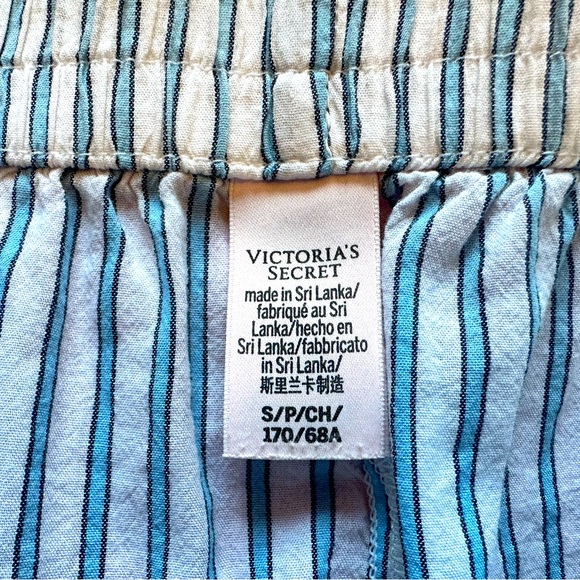 VICTORIA'S
SECRET
made in Sri Lanka/
fabriqué au Sri
Lanka/hecho en
Sri Lanka/fabbricato
in Sri Lanka/
斯里兰卡制造
S/P/CH/
170/68A